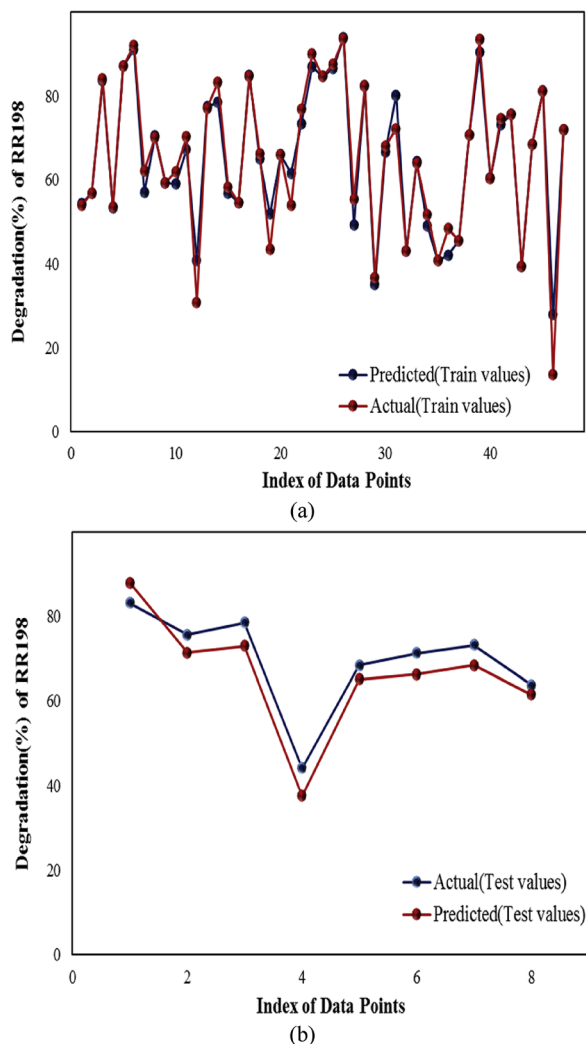 Degradation(%) of RR198
80
60
40
20
0
Predicted(Train values)
Actual(Train values)
0 10 20 30 40
Index of Data Points
(a)
Degradation(%) of RR198
80
60
40
20
0
Actual(Test values)
Predicted(Test values)
0 2 4 6 8
Index of Data Points
(b)